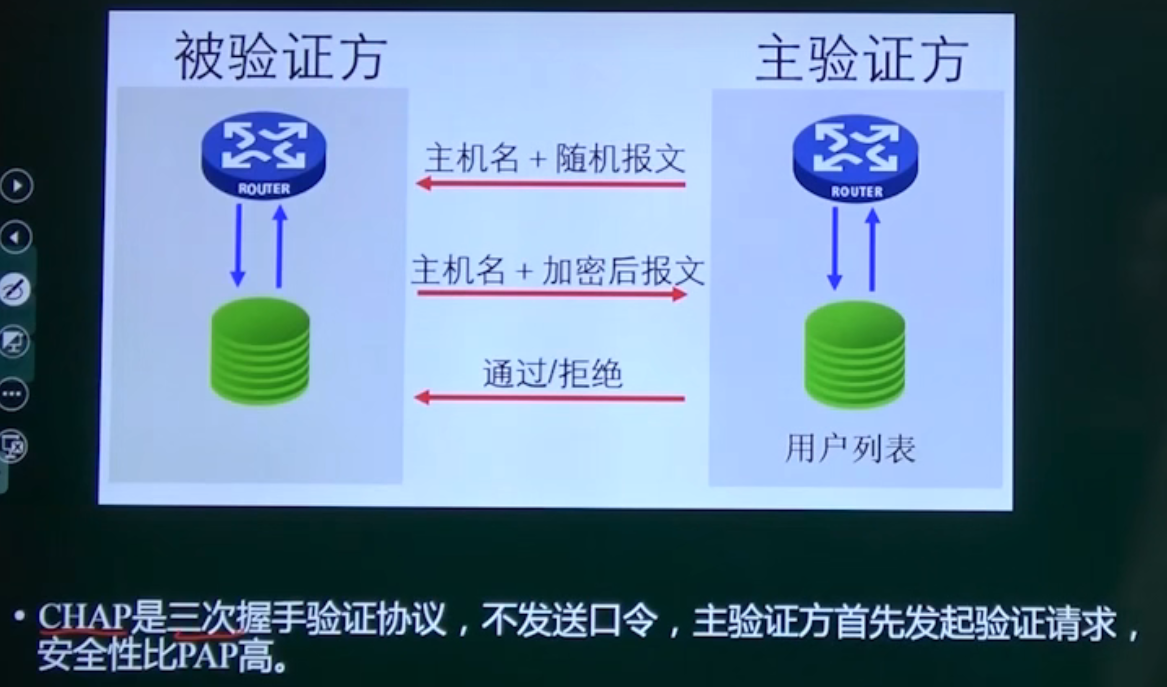 被验证方
主验证方
ROUTER
ROUTER
主机名 + 随机报文
主机名 + 加密后报文
通过/拒绝
用户列表
• CHAP是三次握手验证协议，不发送口令，主验证方首先发起验证请求，
安全性比PAP高。